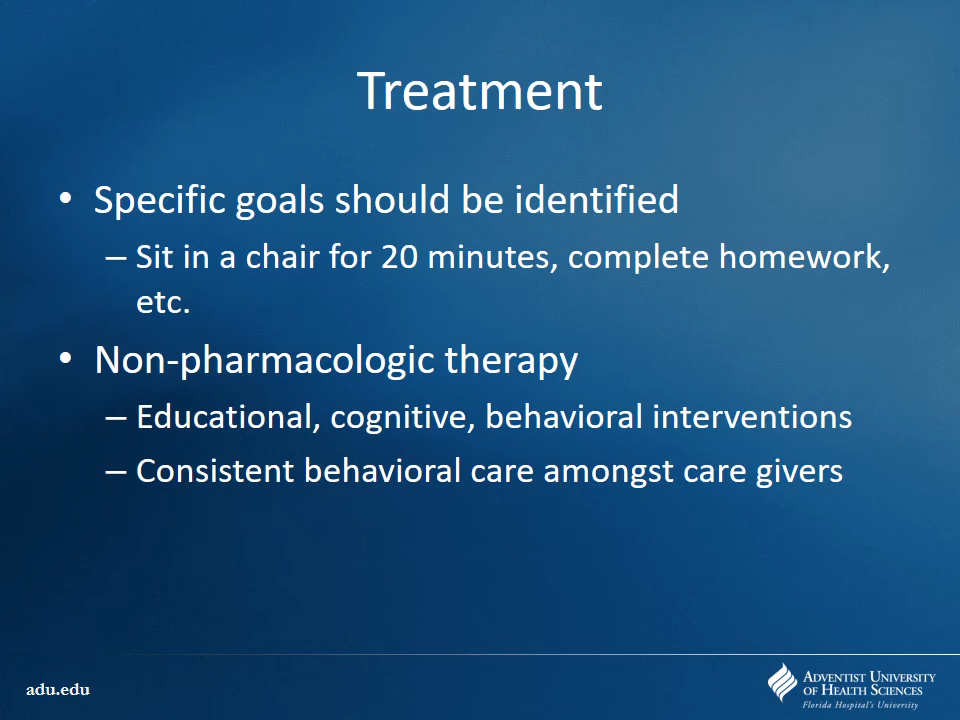 Treatment
• Specific goals should be identified
– Sit in a chair for 20 minutes, complete homework,
etc.
• Non-pharmacologic therapy
– Educational, cognitive, behavioral interventions
– Consistent behavioral care amongst care givers
adu.edu
ADVENTIST UNIVERSITY
OF HEALTH SCIENCES
Florida Hospital's University